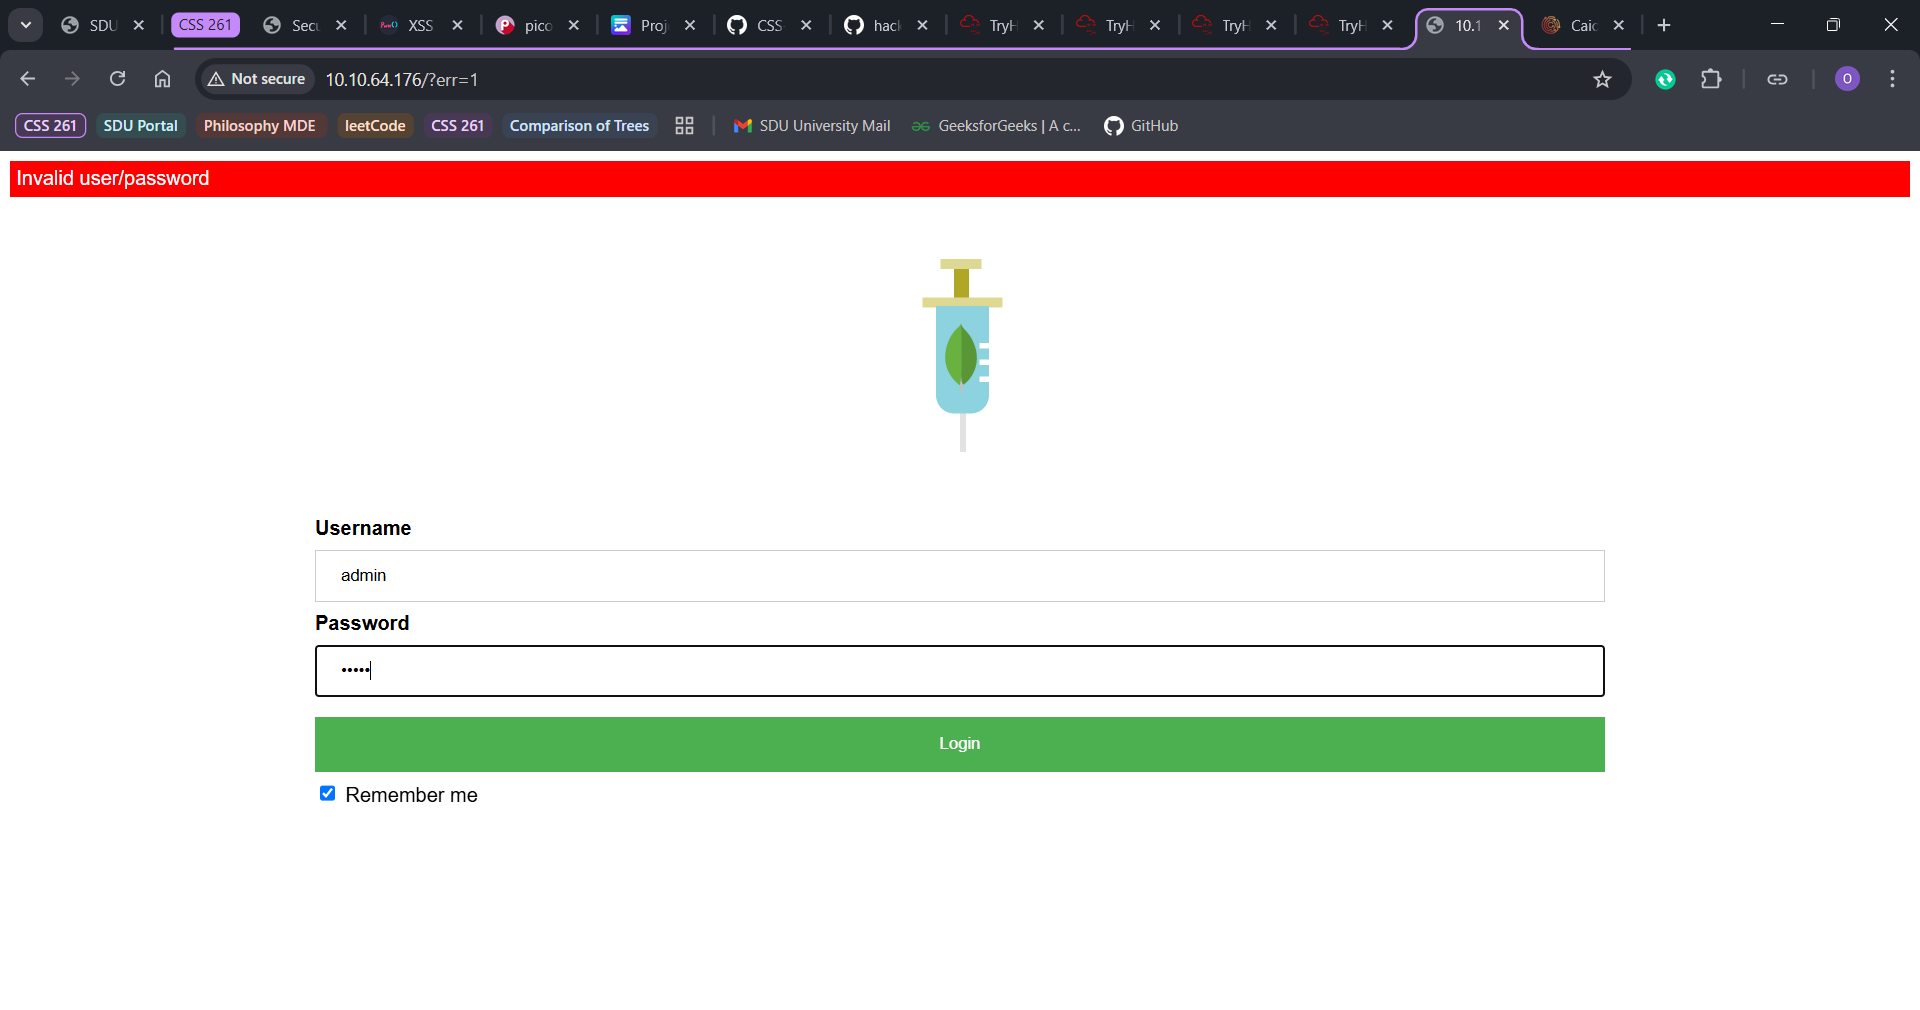 SDU CSS 261 Secu XSS pico Proj CSS- hack TryH TryH TryH TryH 10.1 Caid
Not secure 10.10.64.176/?err=1 O
CSS 261 SDU Portal Philosophy MDE leetCode CSS 261 Comparison of Trees SDU University Mail GeeksforGeeks | A c... GitHub
Invalid user/password
Username
admin
Password
•••••
Login
Remember me